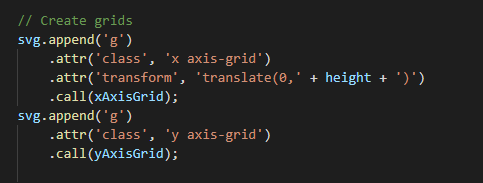 // Create grids
svg.append('g')
    .attr('class', 'x axis-grid')
    .attr('transform', 'translate(0,' + height + ')')
    .call(xAxisGrid);
svg.append('g')
    .attr('class', 'y axis-grid')
    .call(yAxisGrid);